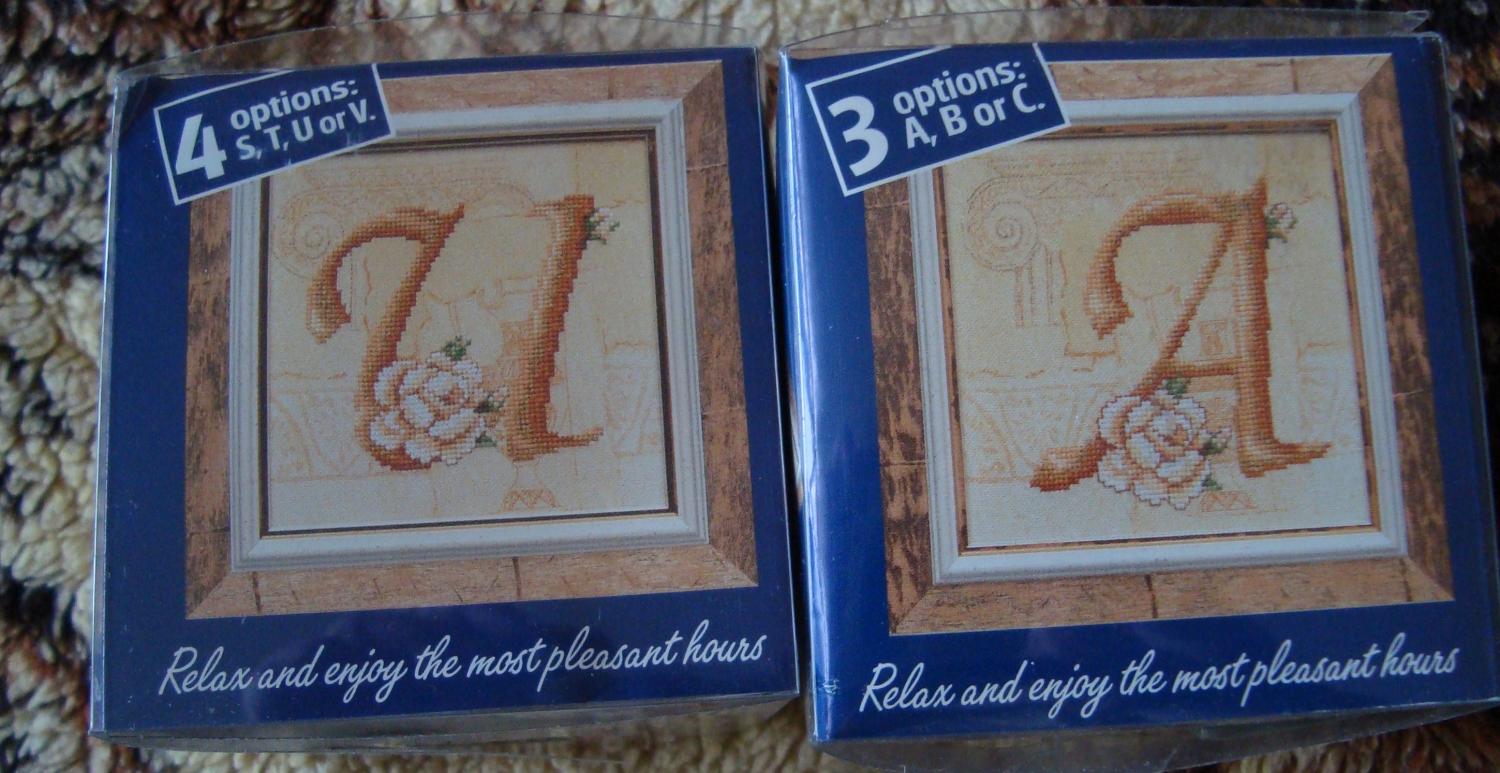 4 options:
S, T, U or V.
U
Relax and enjoy the most pleasant hours
3 options:
A, B or C.
A
Relax and enjoy the most pleasant hours